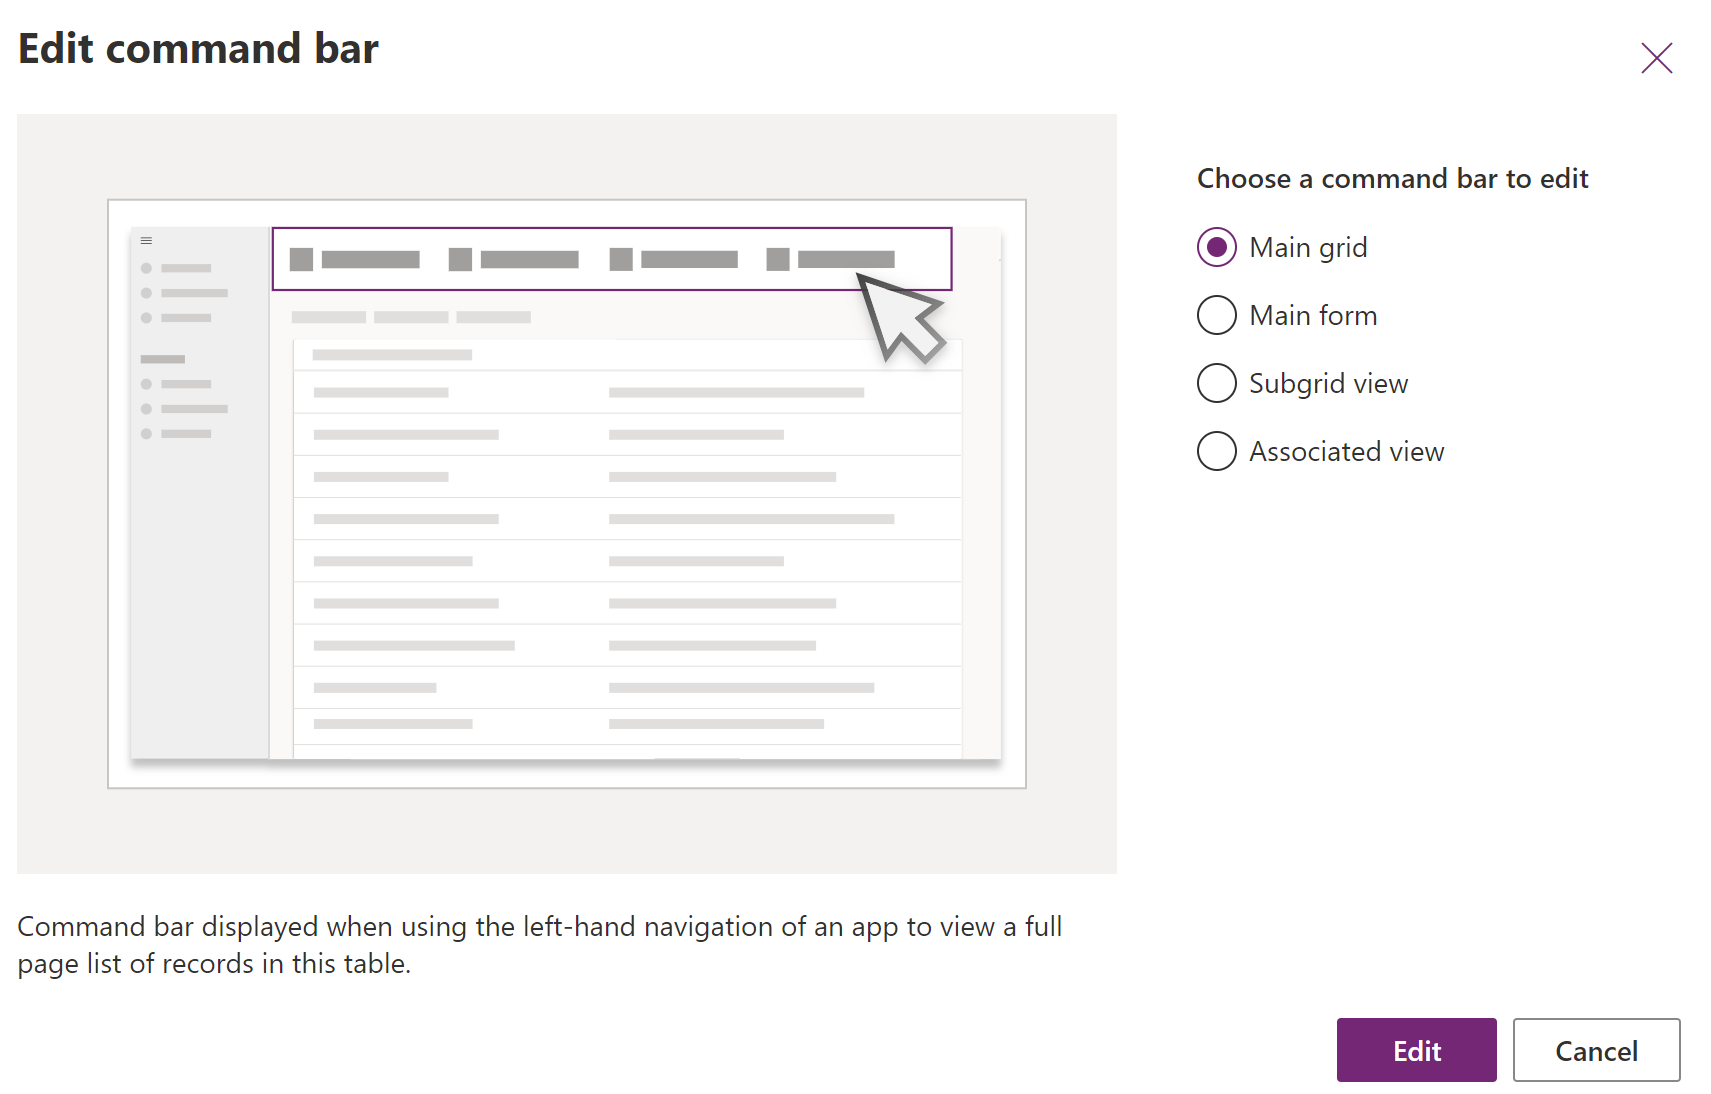 Edit command bar
Choose a command bar to edit
Main grid
Main form
Subgrid view
Associated view
Command bar displayed when using the left-hand navigation of an app to view a full
page list of records in this table.
Edit
Cancel